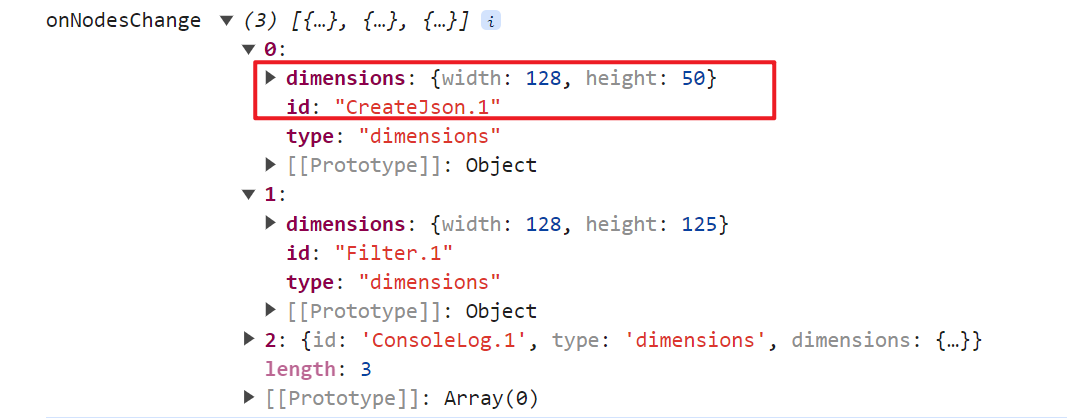 onNodesChange ▼ (3) [{…}, {…}, {…}] i
▼ 0:
▶ dimensions: {width: 128, height: 50}
id: "CreateJson.1"
type: "dimensions"
▶ [[Prototype]]: Object
▼ 1:
▶ dimensions: {width: 128, height: 125}
id: "Filter.1"
type: "dimensions"
▶ [[Prototype]]: Object
▶ 2: {id: 'ConsoleLog.1', type: 'dimensions', dimensions: {…}}
length: 3
▶ [[Prototype]]: Array(0)